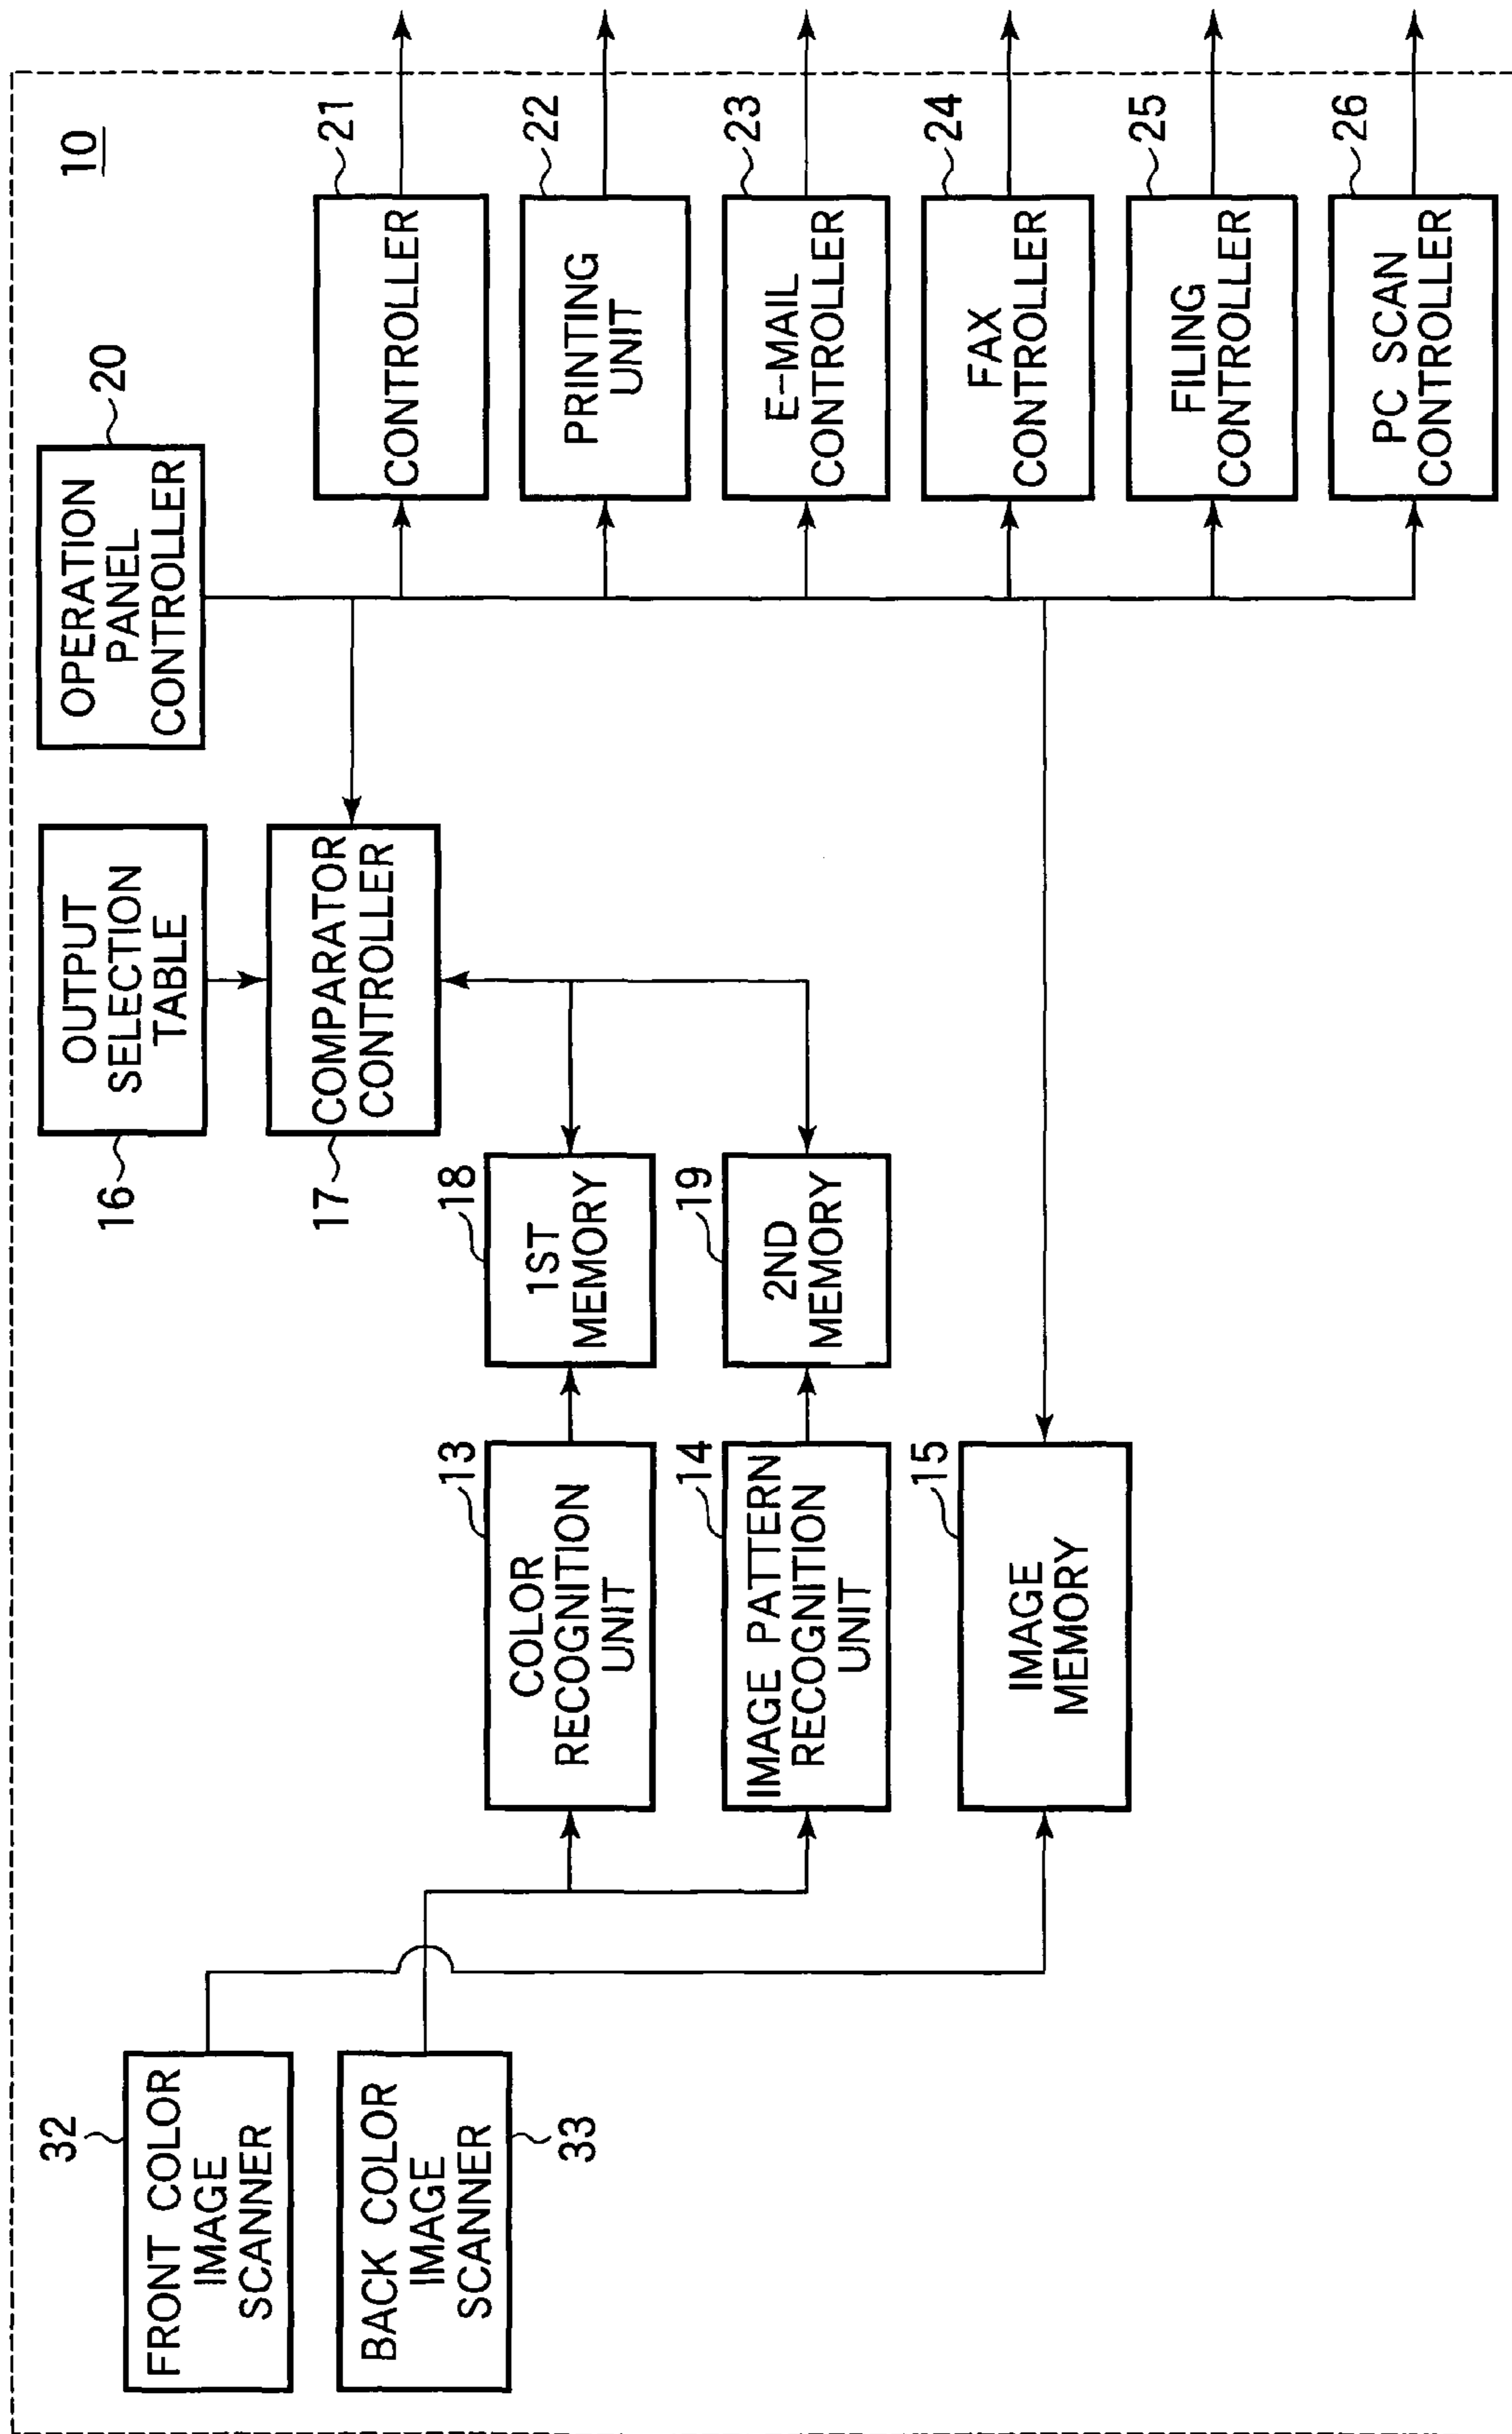 10
FRONT COLOR
IMAGE
SCANNER
32
BACK COLOR
IMAGE
SCANNER
33
COLOR
RECOGNITION
UNIT
13
IMAGE PATTERN
RECOGNITION
UNIT
14
IMAGE
MEMORY
15
1ST
MEMORY
18
2ND
MEMORY
19
OUTPUT
SELECTION
TABLE
16
COMPARATOR
CONTROLLER
17
OPERATION
PANEL
CONTROLLER
20
CONTROLLER
21
PRINTING
UNIT
22
E-MAIL
CONTROLLER
23
FAX
CONTROLLER
24
FILING
CONTROLLER
25
PC SCAN
CONTROLLER
26